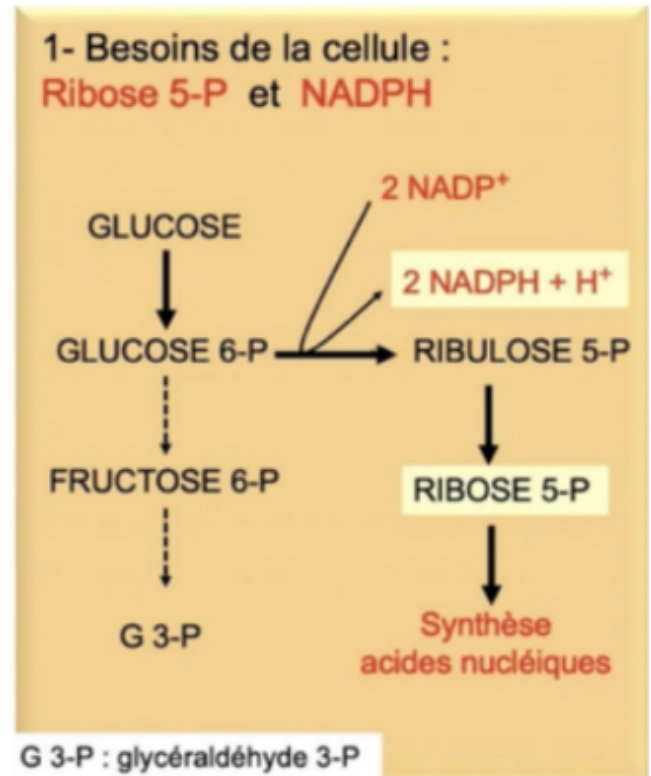 1- Besoins de la cellule :
Ribose 5-P et NADPH
2 NADP⁺
GLUCOSE
2 NADPH + H⁺
GLUCOSE 6-P
RIBULOSE 5-P
FRUCTOSE 6-P
RIBOSE 5-P
G 3-P
Synthèse
acides nucléiques
G 3-P : glycéraldéhyde 3-P